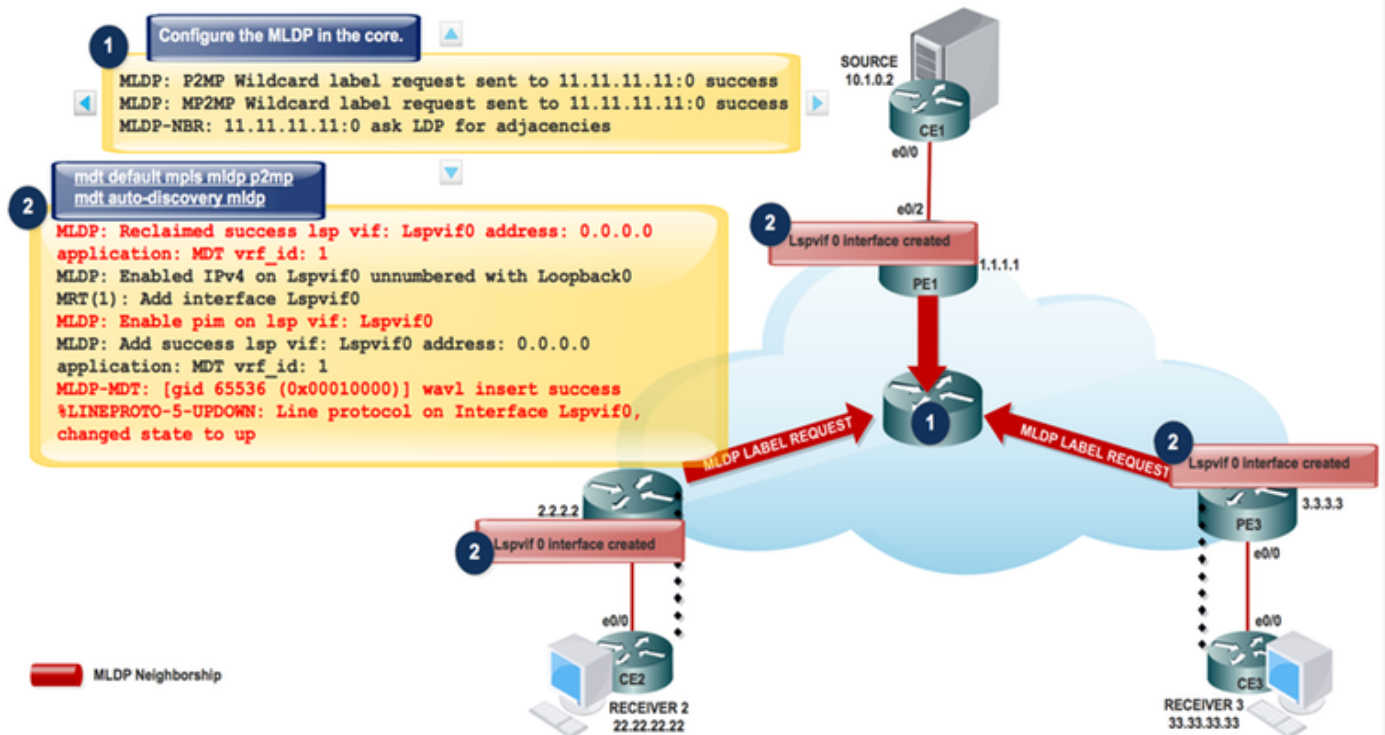 1
Configure the MLDP in the core.
MLDP: P2MP Wildcard label request sent to 11.11.11.11:0 success
MLDP: MP2MP Wildcard label request sent to 11.11.11.11:0 success
MLDP-NBR: 11.11.11.11:0 ask LDP for adjacencies
2
mdt default mpls mldp p2mp
mdt auto-discovery mldp
MLDP: Reclaimed success lsp vif: Lspvif0 address: 0.0.0.0
application: MDT vrf_id: 1
MLDP: Enabled IPv4 on Lspvif0 unnumbered with Loopback0
MRT(1): Add interface Lspvif0
MLDP: Enable pim on lsp vif: Lspvif0
MLDP: Add success lsp vif: Lspvif0 address: 0.0.0.0
application: MDT vrf_id: 1
MLDP-MDT: [gid 65536 (0x00010000)] wavl insert success
%LINEPROTO-5-UPDOWN: Line protocol on Interface Lspvif0,
changed state to up
SOURCE
10.1.0.2
CE1
e0/0
e0/2
2
Lspvif 0 interface created
1.1.1.1
PE1
1
MLDP LABEL REQUEST
MLDP LABEL REQUEST
2
Lspvif 0 interface created
3.3.3.3
PE3
e0/0
2.2.2.2
2
Lspvif 0 interface created
e0/0
CE2
RECEIVER 2
22.22.22.22
e0/0
CE3
RECEIVER 3
33.33.33.33
MLDP Neighborship